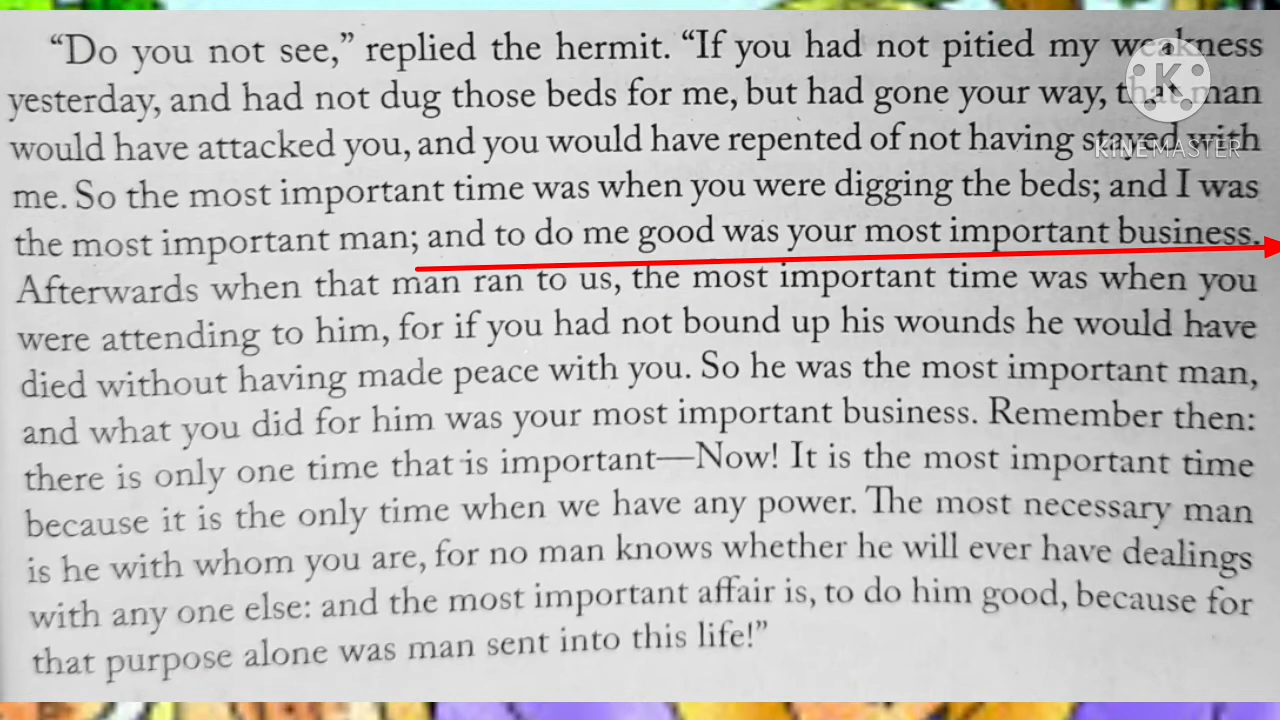 “Do you not see,” replied the hermit. “If you had not pitied my weakness
yesterday, and had not dug those beds for me, but had gone your way, that man
would have attacked you, and you would have repented of not having stayed with
me. So the most important time was when you were digging the beds; and I was
the most important man; and to do me good was your most important business.
Afterwards when that man ran to us, the most important time was when you
were attending to him, for if you had not bound up his wounds he would have
died without having made peace with you. So he was the most important man,
and what you did for him was your most important business. Remember then:
there is only one time that is important—Now! It is the most important time
because it is the only time when we have any power. The most necessary man
is he with whom you are, for no man knows whether he will ever have dealings
with any one else: and the most important affair is, to do him good, because for
that purpose alone was man sent into this life!”
K
KINEMASTER